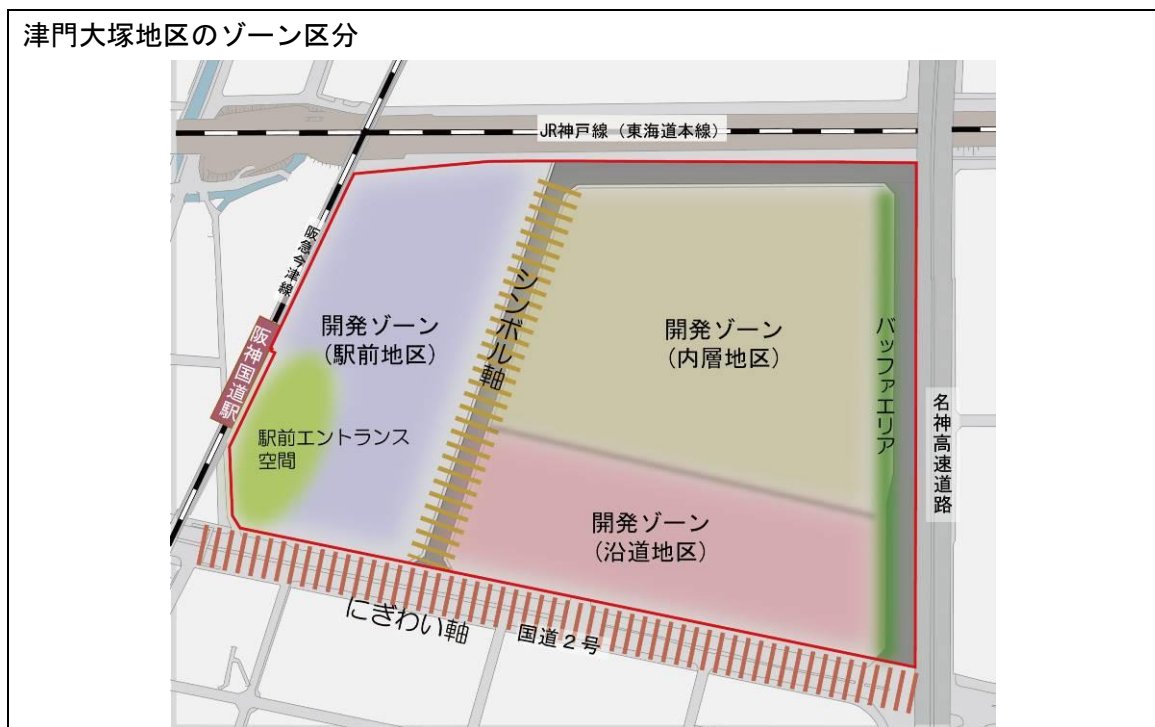 津門大塚地区のゾーン区分
JR神戸線（東海道本線）
阪急今津線
阪神国道駅
開発ゾーン
（駅前地区）
シンボル軸
開発ゾーン
（内層地区）
バッファエリア
名神高速道路
駅前エントランス
空間
開発ゾーン
（沿道地区）
にぎわい軸
国道２号